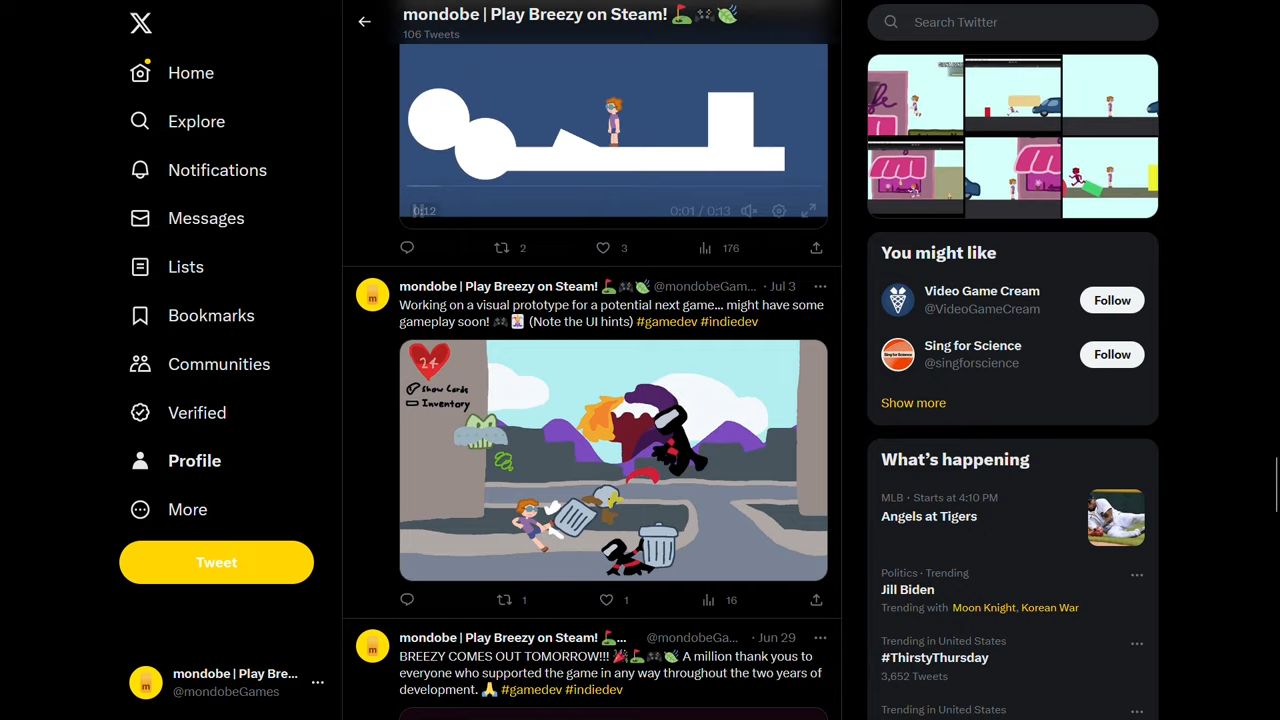 Home
Explore
Notifications
Messages
Lists
Bookmarks
Communities
Verified
Profile
More
Tweet
mondobe | Play Bre...
@mondobeGames
mondobe | Play Breezy on Steam! ⛳🎮🍃
106 Tweets
0:12
0:01 / 0:13
2
3
176
mondobe | Play Breezy on Steam! ⛳🎮🍃 @mondobeGam... · Jul 3
Working on a visual prototype for a potential next game... might have some
gameplay soon! 🎮🃏 (Note the UI hints) #gamedev #indiedev
24
Show Cards
Inventory
1
1
16
mondobe | Play Breezy on Steam! ⛳... @mondobeGa... · Jun 29
BREEZY COMES OUT TOMORROW!!! 🎉⛳🎮🍃 A million thank yous to
everyone who supported the game in any way throughout the two years of
development. 🙏 #gamedev #indiedev
Search Twitter
You might like
Video Game Cream
@VideoGameCream
Follow
Sing for Science
@singforscience
Follow
Show more
What's happening
MLB · Starts at 4:10 PM
Angels at Tigers
Politics · Trending
Jill Biden
Trending with Moon Knight, Korean War
Trending in United States
#ThirstyThursday
3,652 Tweets
Trending in United States